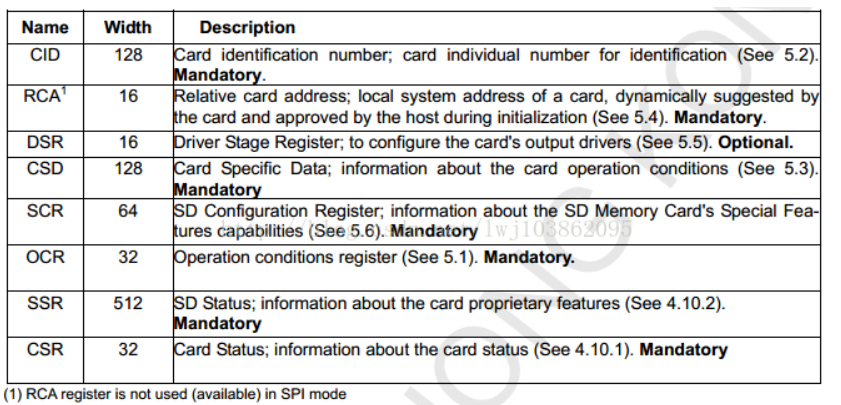 Name Width Description
CID 128 Card identification number; card individual number for identification (See 5.2).
Mandatory.
RCA1 16 Relative card address; local system address of a card, dynamically suggested by
the card and approved by the host during initialization (See 5.4). Mandatory.
DSR 16 Driver Stage Register; to configure the card's output drivers (See 5.5). Optional.
CSD 128 Card Specific Data; information about the card operation conditions (See 5.3).
Mandatory
SCR 64 SD Configuration Register; information about the SD Memory Card's Special Fea-
tures capabilities (See 5.6). Mandatory
lwj103862095
OCR 32 Operation conditions register (See 5.1). Mandatory.
SSR 512 SD Status; information about the card proprietary features (See 4.10.2).
Mandatory
CSR 32 Card Status; information about the card status (See 4.10.1). Mandatory
(1) RCA register is not used (available) in SPI mode